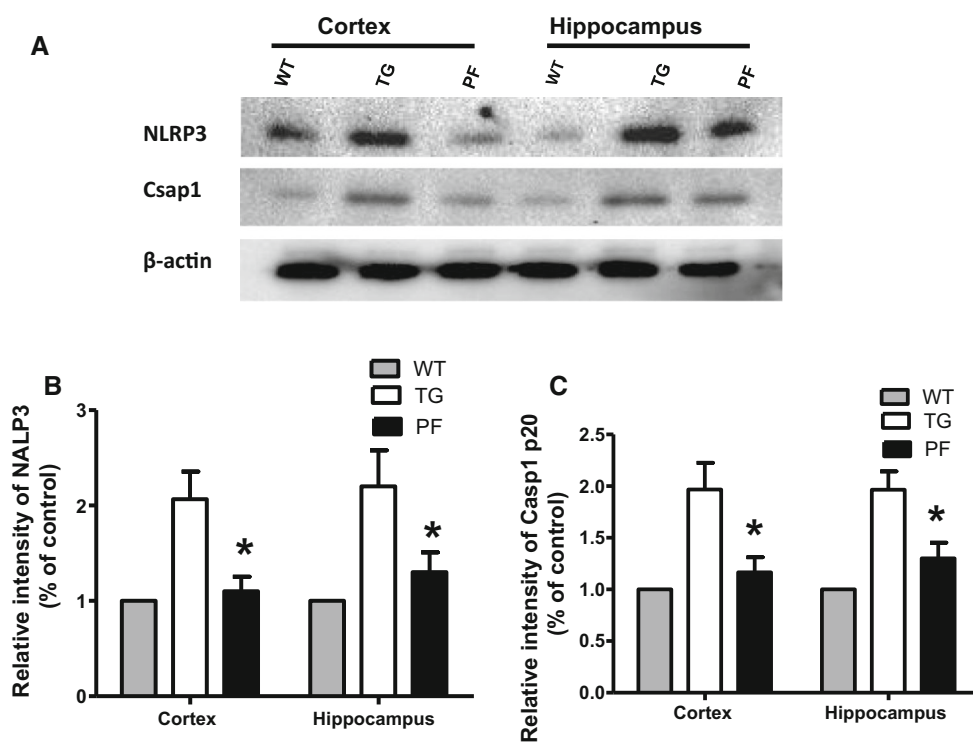 A
Cortex Hippocampus
WT TG PF WT TG PF
NLRP3
Csap1
β-actin
B
WT
TG
PF
Relative intensity of NALP3
(% of control)
3
2
1
0
*
*
Cortex Hippocampus
C
WT
TG
PF
Relative intensity of Casp1 p20
(% of control)
2.5
2.0
1.5
1.0
0.5
0.0
*
*
Cortex Hippocampus